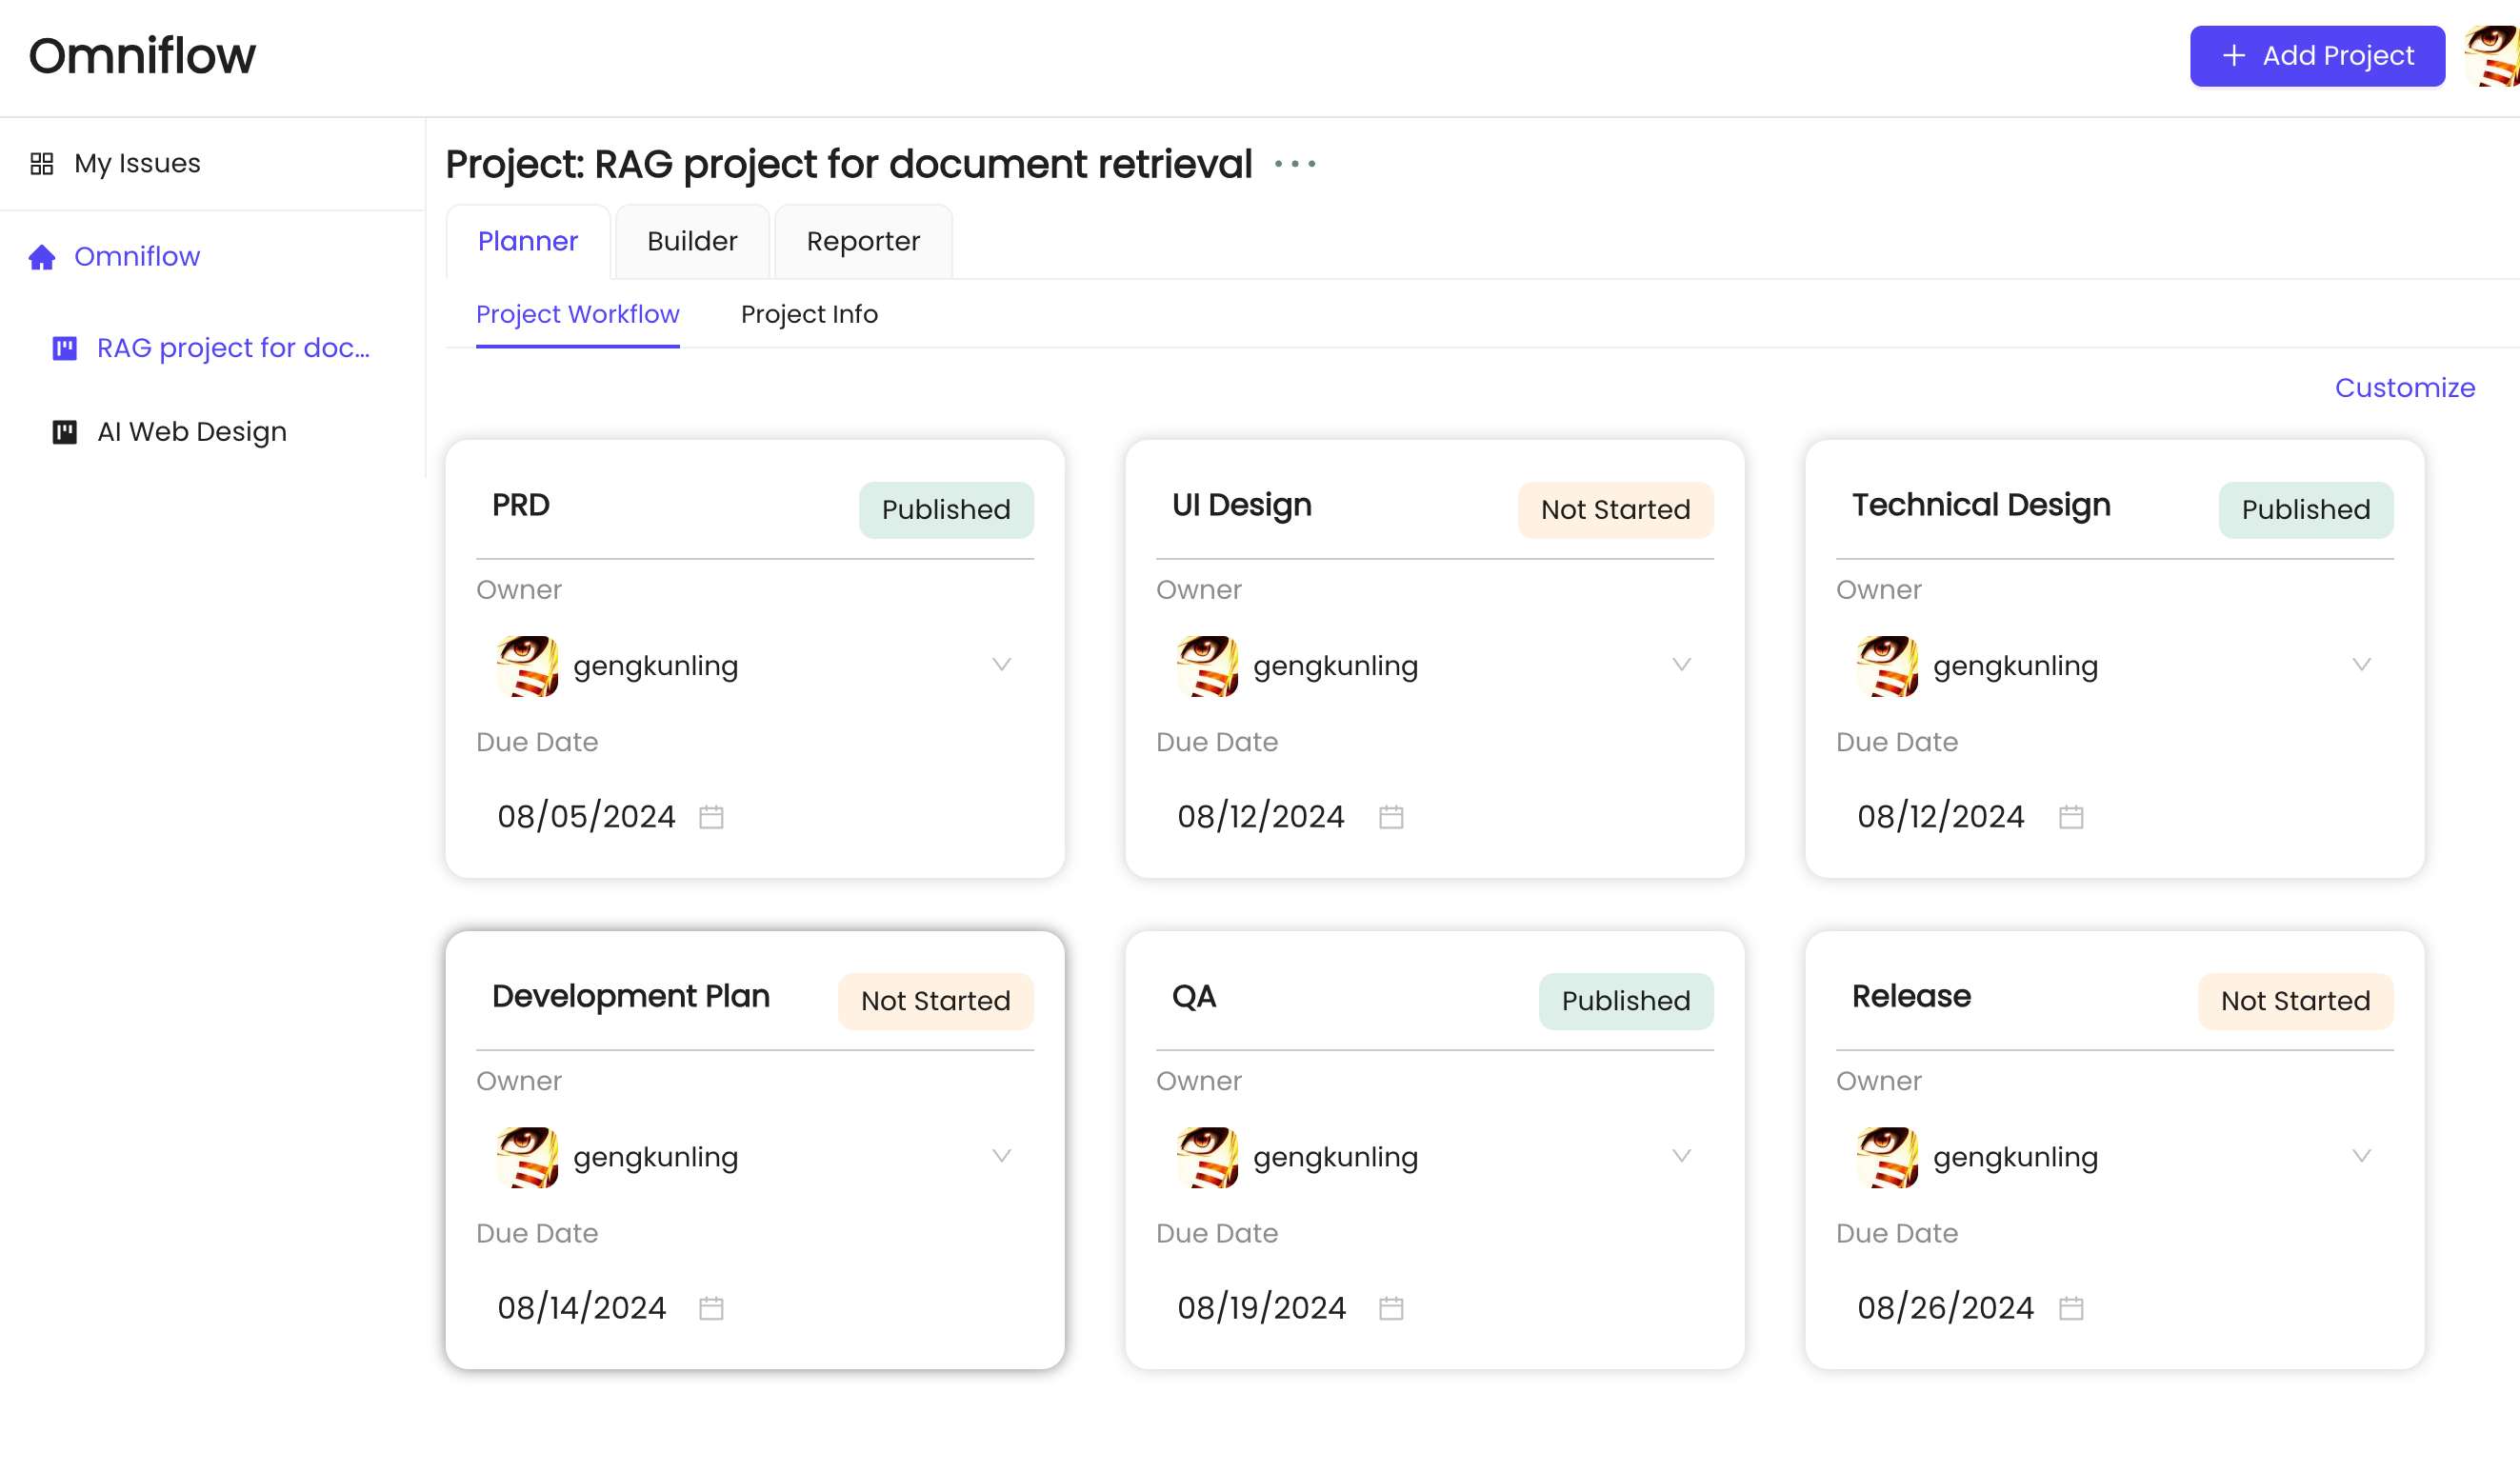 Omniflow
Add Project
My Issues
Omniflow
RAG project for doc...
AI Web Design
Project: RAG project for document retrieval
Planner
Builder
Reporter
Project Workflow
Project Info
Customize
PRD
Published
Owner
gengkunling
Due Date
08/05/2024
UI Design
Not Started
Owner
gengkunling
Due Date
08/12/2024
Technical Design
Published
Owner
gengkunling
Due Date
08/12/2024
Development Plan
Not Started
Owner
gengkunling
Due Date
08/14/2024
QA
Published
Owner
gengkunling
Due Date
08/19/2024
Release
Not Started
Owner
gengkunling
Due Date
08/26/2024